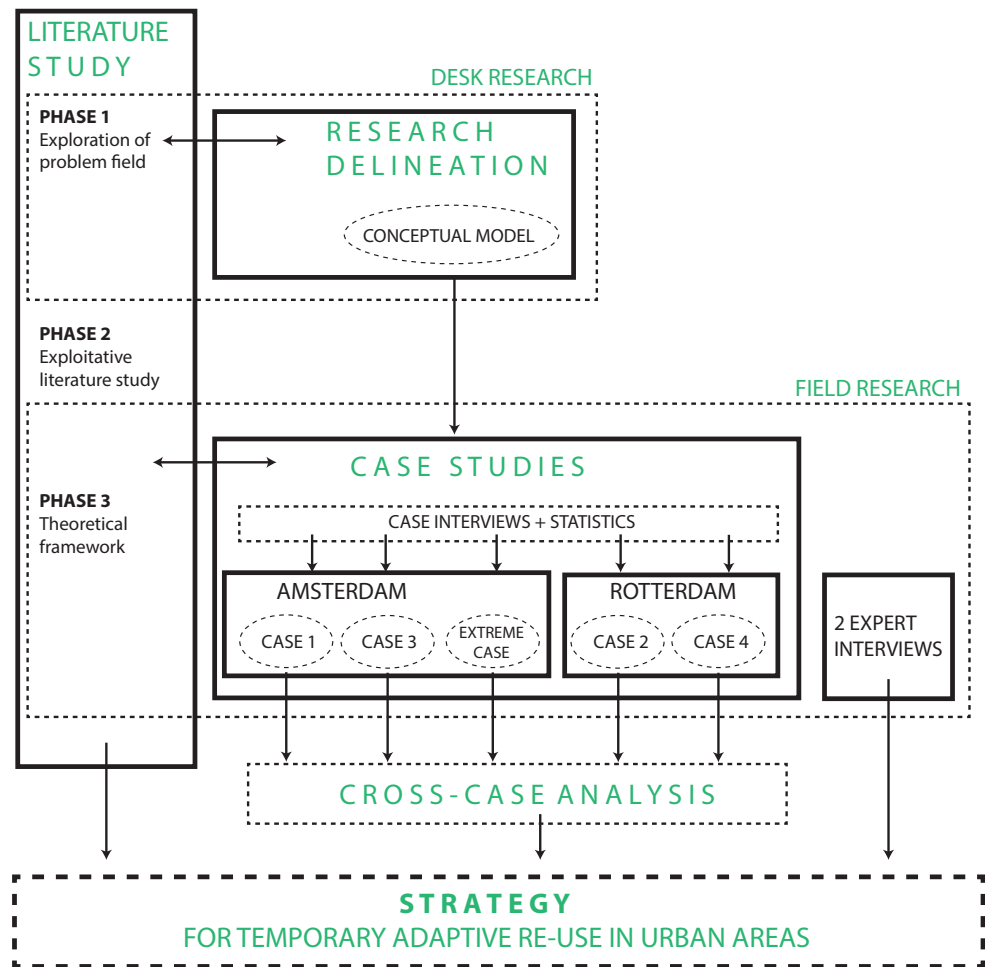 LITERATURE
STUDY
DESK RESEARCH
PHASE 1
Exploration of
problem field
RESEARCH
DELINEATION
CONCEPTUAL MODEL
PHASE 2
Exploitative
literature study
FIELD RESEARCH
CASE STUDIES
PHASE 3
Theoretical
framework
CASE INTERVIEWS + STATISTICS
AMSTERDAM
CASE 1
CASE 3
EXTREME
CASE
ROTTERDAM
CASE 2
CASE 4
2 EXPERT
INTERVIEWS
CROSS-CASE ANALYSIS
STRATEGY
FOR TEMPORARY ADAPTIVE RE-USE IN URBAN AREAS